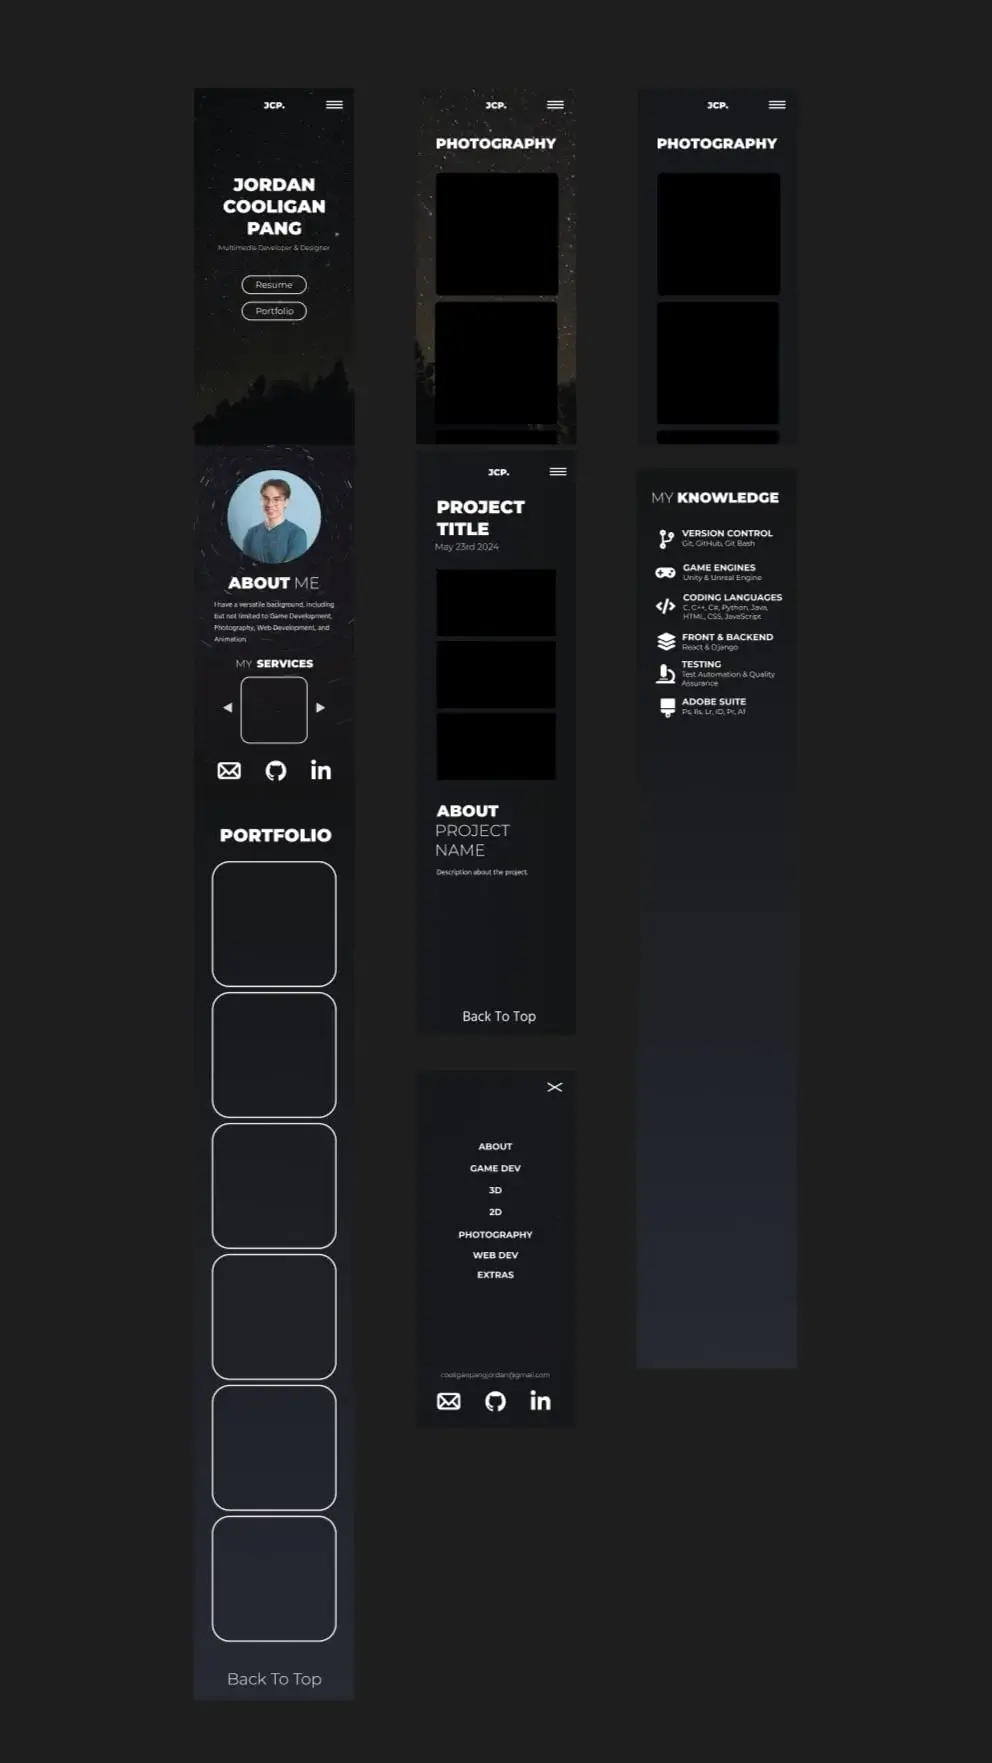 JCP.
JORDAN
COOLIGAN
PANG
Multimedia Developer & Designer
Resume
Portfolio
ABOUT ME
I have a versatile background, including
but not limited to Game Development,
Photography, Web Development, and
Animation.
MY SERVICES
PORTFOLIO
Back To Top
JCP.
PHOTOGRAPHY
JCP.
PROJECT
TITLE
May 23rd 2024
ABOUT
PROJECT
NAME
Description about the project.
Back To Top
ABOUT
GAME DEV
3D
2D
PHOTOGRAPHY
WEB DEV
EXTRAS
cooliganpangjordan@gmail.com
JCP.
PHOTOGRAPHY
MY KNOWLEDGE
VERSION CONTROL
Git, GitHub, Git Bash
GAME ENGINES
Unity & Unreal Engine
CODING LANGUAGES
C, C++, C#, Python, Java,
HTML, CSS, JavaScript
FRONT & BACKEND
React & Django
TESTING
Test Automation & Quality
Assurance
ADOBE SUITE
Ps, Ils, Lr, ID, Pr, Af